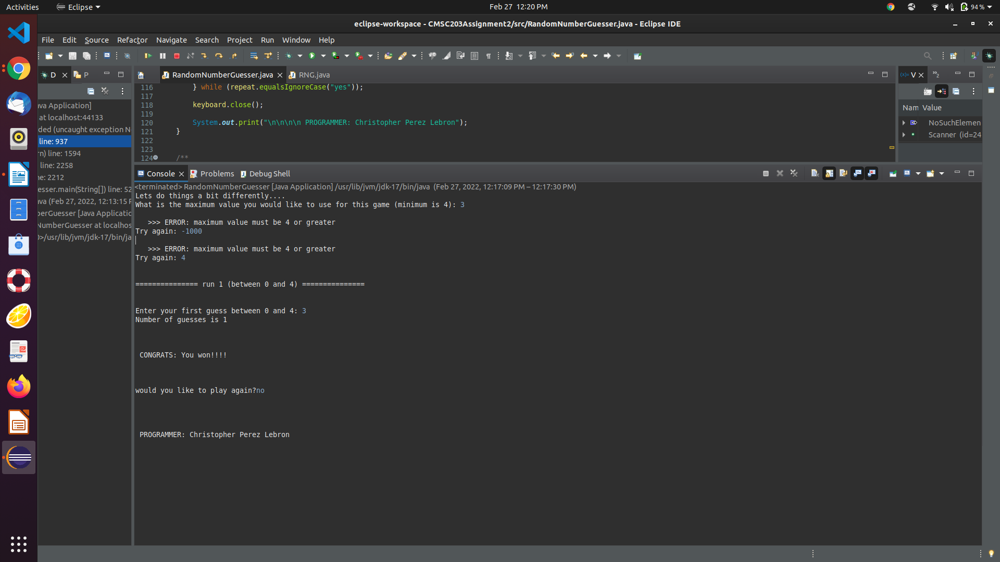 Activities
Eclipse
Feb 27 12:20 PM
94 %
eclipse-workspace - CMSC203Assignment2/src/RandomNumberGuesser.java - Eclipse IDE
File Edit Source Refactor Navigate Search Project Run Window Help
D
P
RandomNumberGuesser.java
RNG.java
V
2
ava Application]
at localhost:44133
ded (uncaught exception N
line: 937
rn) line: 1594
line: 2258
ne: 2212
esser.main(String[]) line: 52
ava (Feb 27, 2022, 12:13:15 P
berGuesser [Java Applicatio
NumberGuesser at localhos
>/usr/lib/jvm/jdk-17/bin/ja
116 } while (repeat.equalsIgnoreCase("yes"));
117
118 keyboard.close();
119
120 System.out.print("\n\n\n\n PROGRAMMER: Christopher Perez Lebron");
121 }
122
123
124 /**
Nam Value
NoSuchElemen
Scanner (id=24
Console Problems Debug Shell
<terminated> RandomNumberGuesser [Java Application] /usr/lib/jvm/jdk-17/bin/java (Feb 27, 2022, 12:17:09 PM – 12:17:30 PM)
Lets do things a bit differently....
What is the maximum value you would like to use for this game (minimum is 4): 3
>>> ERROR: maximum value must be 4 or greater
Try again: -1000
>>> ERROR: maximum value must be 4 or greater
Try again: 4
=============== run 1 (between 0 and 4) ===============
Enter your first guess between 0 and 4: 3
Number of guesses is 1
CONGRATS: You won!!!!
would you like to play again?no
PROGRAMMER: Christopher Perez Lebron